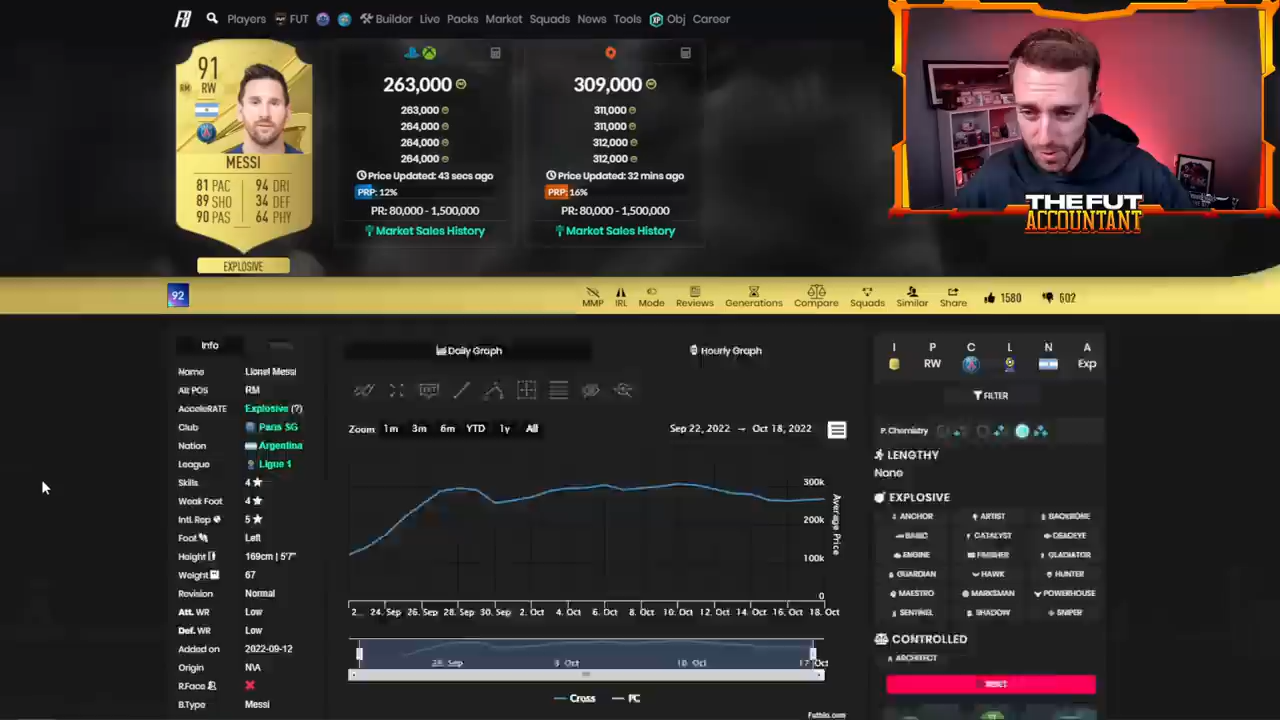 Players FUT Builder Live Packs Market Squads News Tools Obj Career
91
RW
RM
MESSI
81 PAC 94 DRI
89 SHO 34 DEF
90 PAS 64 PHY
EXPLOSIVE
263,000
263,000
264,000
264,000
264,000
Price Updated: 43 secs ago
PRP: 12%
PR: 80,000 - 1,500,000
Market Sales History
309,000
311,000
311,000
312,000
312,000
Price Updated: 32 mins ago
PRP: 16%
PR: 80,000 - 1,500,000
Market Sales History
THE FUT
ACCOUNTANT
92
MMP IRL Mode Reviews Generations Compare Squads Similar Share 1580 602
Info
Name Lionel Messi
Alt POS RM
AcceleRATE Explosive (?)
Club Paris SG
Nation Argentina
League Ligue 1
Skills 4
Weak Foot 4
Intl. Rep 5
Foot Left
Height 169cm | 5'7"
Weight 67
Revision Normal
Att. WR Low
Def. WR Low
Added on 2022-09-12
Origin N\A
R.Face
B.Type Messi
Daily Graph Hourly Graph
Zoom 1m 3m 6m YTD 1y All Sep 22, 2022 → Oct 18, 2022
300k
200k
100k
0
Average Price
2... 24. Sep 26. Sep 28. Sep 30. Sep 2. Oct 4. Oct 6. Oct 8. Oct 10. Oct 12. Oct 14. Oct 16. Oct 18. Oct
Cross PC
Futbin.com
I P C L N A
RW Exp
FILTER
P. Chemistry
LENGTHY
None
EXPLOSIVE
ANCHOR ARTIST BACKBONE
BASIC CATALYST DEADEYE
ENGINE FINISHER GLADIATOR
GUARDIAN HAWK HUNTER
MAESTRO MARKSMAN POWERHOUSE
SENTINEL SHADOW SNIPER
CONTROLLED
ARCHITECT
RESET